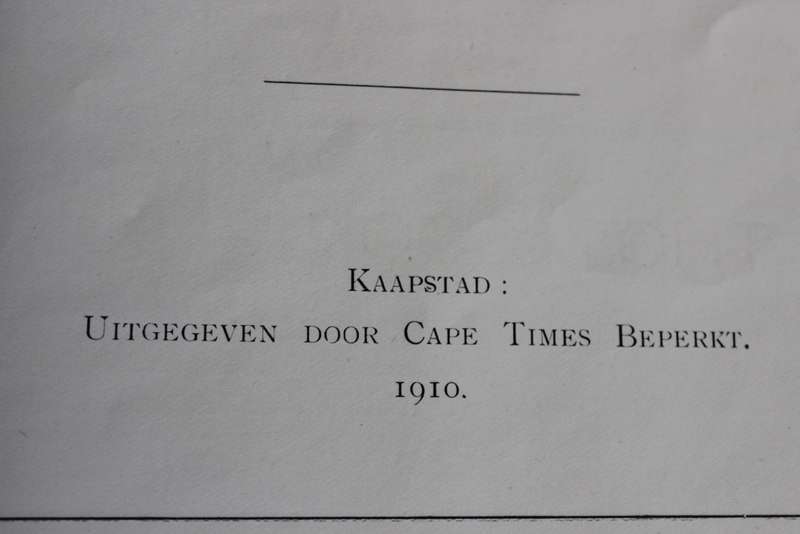 Kaapstad :
Uitgegeven door Cape Times Beperkt.
1910.